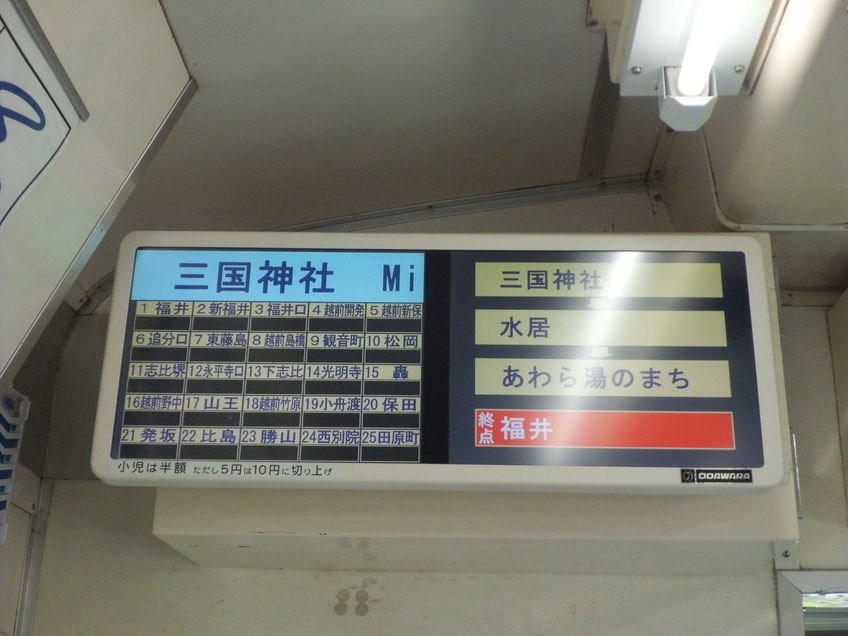 三国神社 Mi
1 福井 2 新福井 3 福井口 4 越前開発 5 越前新保
6 追分口 7 東藤島 8 越前島橋 9 観音町 10 松岡
11 志比堺 12 永平寺口 13 下志比 14 光明寺 15 轟
16 越前野中 17 山王 18 越前竹原 19 小舟渡 20 保田
21 発坂 22 比島 23 勝山 24 西別院 25 田原町
小児は半額 ただし5円は10円に切り上げ
三国神社
水居
あわら湯のまち
終点 福井
ODAWARA